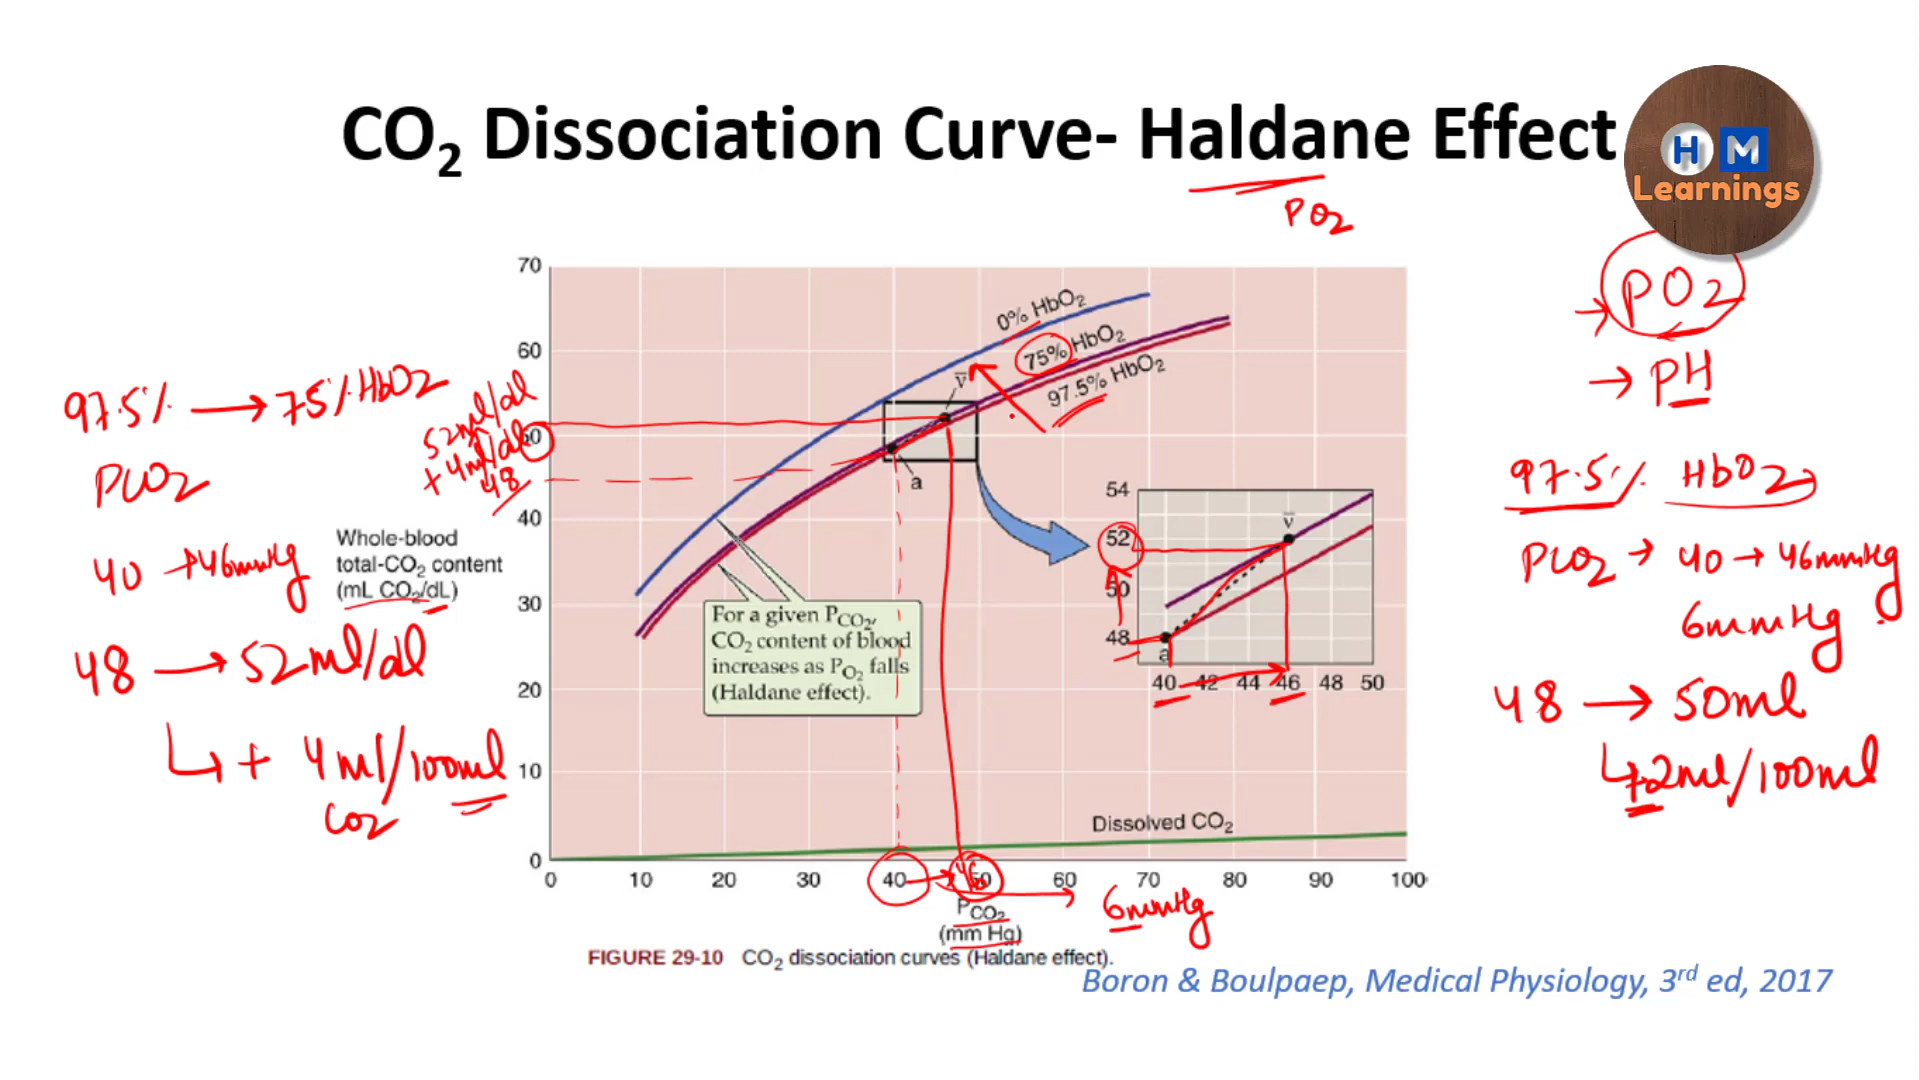 CO2 Dissociation Curve- Haldane Effect
H M
Learnings
PO2
→ PO2
→ PH
97.5% → 75% HbO2
PCO2
40 → 46mmHg
48 → 52ml/dl
↳ + 4ml/100ml
CO2
52ml/dl
+ 4ml/dl
48
Whole-blood
total-CO2 content
(mL CO2/dL)
70
60
50
40
30
20
10
0
0% HbO2
75% HbO2
97.5% HbO2
v̄
a
For a given PCO2,
CO2 content of blood
increases as PO2 falls
(Haldane effect).
54
52
50
48
v̄
a
40 42 44 46 48 50
Dissolved CO2
0 10 20 30 40 50 60 70 80 90 100
46
6mmHg
PCO2
(mm Hg)
97.5% HbO2
PCO2 → 40 → 46mmHg
6mmHg
48 → 50ml
↳ 2ml/100ml
FIGURE 29-10 CO2 dissociation curves (Haldane effect).
Boron & Boulpaep, Medical Physiology, 3rd ed, 2017